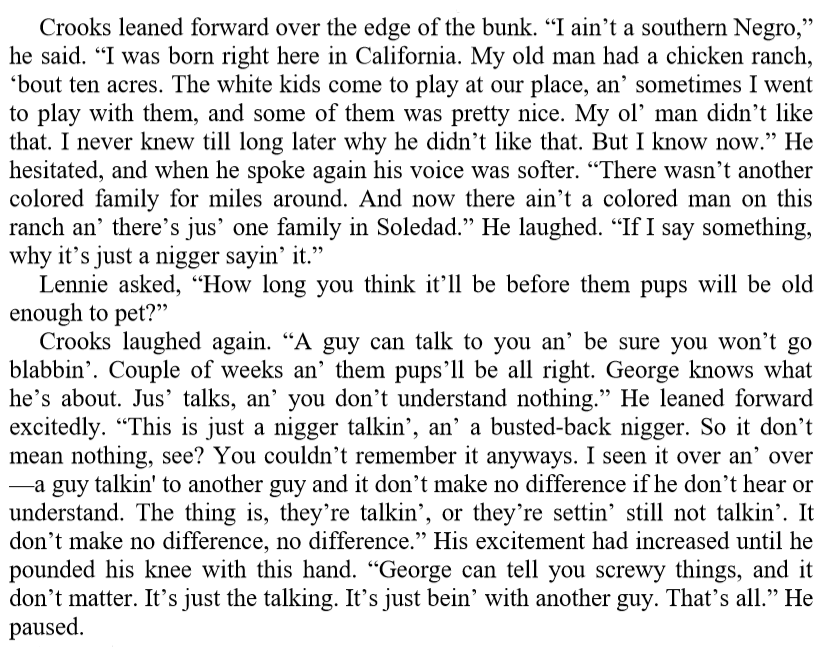 Crooks leaned forward over the edge of the bunk. “I ain’t a southern Negro,”
he said. “I was born right here in California. My old man had a chicken ranch,
‘bout ten acres. The white kids come to play at our place, an’ sometimes I went
to play with them, and some of them was pretty nice. My ol’ man didn’t like
that. I never knew till long later why he didn’t like that. But I know now.” He
hesitated, and when he spoke again his voice was softer. “There wasn’t another
colored family for miles around. And now there ain’t a colored man on this
ranch an’ there’s jus’ one family in Soledad.” He laughed. “If I say something,
why it’s just a nigger sayin’ it.”
Lennie asked, “How long you think it’ll be before them pups will be old
enough to pet?”
Crooks laughed again. “A guy can talk to you an’ be sure you won’t go
blabbin’. Couple of weeks an’ them pups’ll be all right. George knows what
he’s about. Jus’ talks, an’ you don’t understand nothing.” He leaned forward
excitedly. “This is just a nigger talkin’, an’ a busted-back nigger. So it don’t
mean nothing, see? You couldn’t remember it anyways. I seen it over an’ over
—a guy talkin' to another guy and it don’t make no difference if he don’t hear or
understand. The thing is, they’re talkin’, or they’re settin’ still not talkin’. It
don’t make no difference, no difference.” His excitement had increased until he
pounded his knee with this hand. “George can tell you screwy things, and it
don’t matter. It’s just the talking. It’s just bein’ with another guy. That’s all.” He
paused.